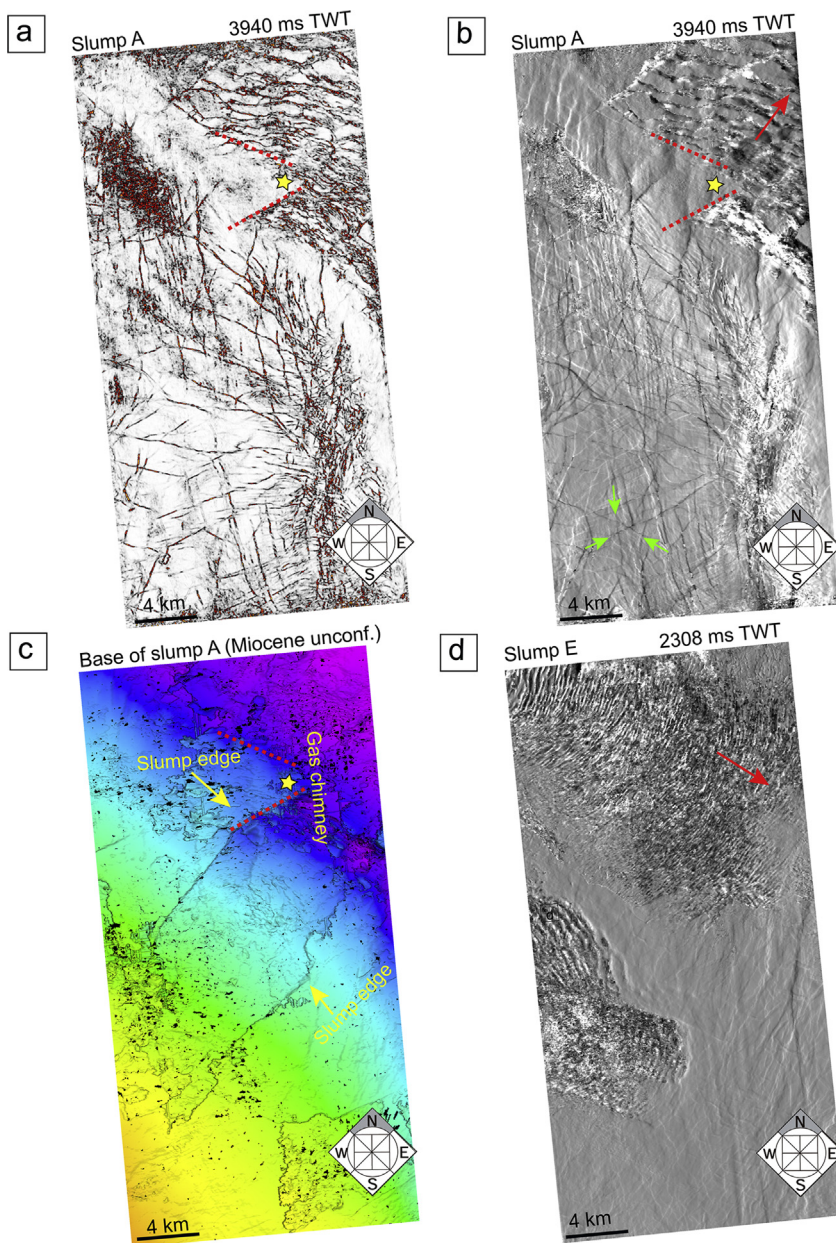 a
Slump A
3940 ms TWT
N
W
E
S
4 km
b
Slump A
3940 ms TWT
N
W
E
S
4 km
c
Base of slump A (Miocene unconf.)
Slump edge
Gas chimney
Slump edge
N
W
E
S
4 km
d
Slump E
2308 ms TWT
d
N
W
E
S
4 km